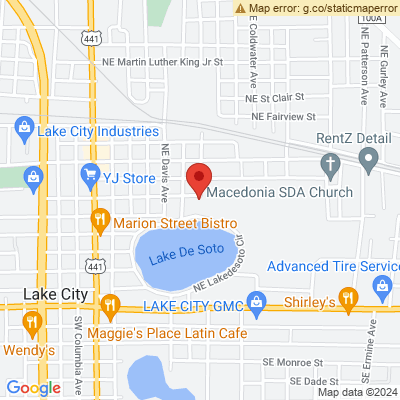 Map error: g.co/staticmaperror
100A
441
NE Coldwater Ave
NE Patterson Ave
NE Gurley Ave
NE Martin Luther King Jr St
NE St Clair St
NE Fairview St
Lake City Industries
NE Davis Ave
RentZ Detail
YJ Store
Macedonia SDA Church
Marion Street Bistro
Lake De Soto
NE Lakedesoto Cir
441
Advanced Tire Service
Lake City
LAKE CITY GMC
Shirley's
Maggie's Place Latin Cafe
Wendy's
SW Columbia Ave
SE Ermine Ave
SE Monroe St
SE Dade St
Google
Map data ©2024